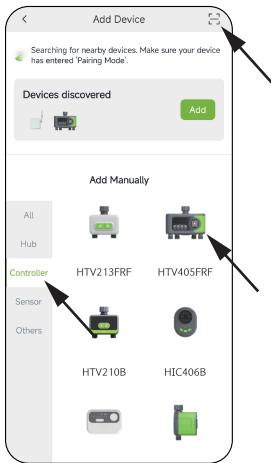 Add Device
Searching for nearby devices. Make sure your device
has entered 'Pairing Mode'.
Devices discovered
Add
Add Manually
All
Hub
Controller
Sensor
Others
HTV213FRF
HTV405FRF
HTV210B
HIC406B